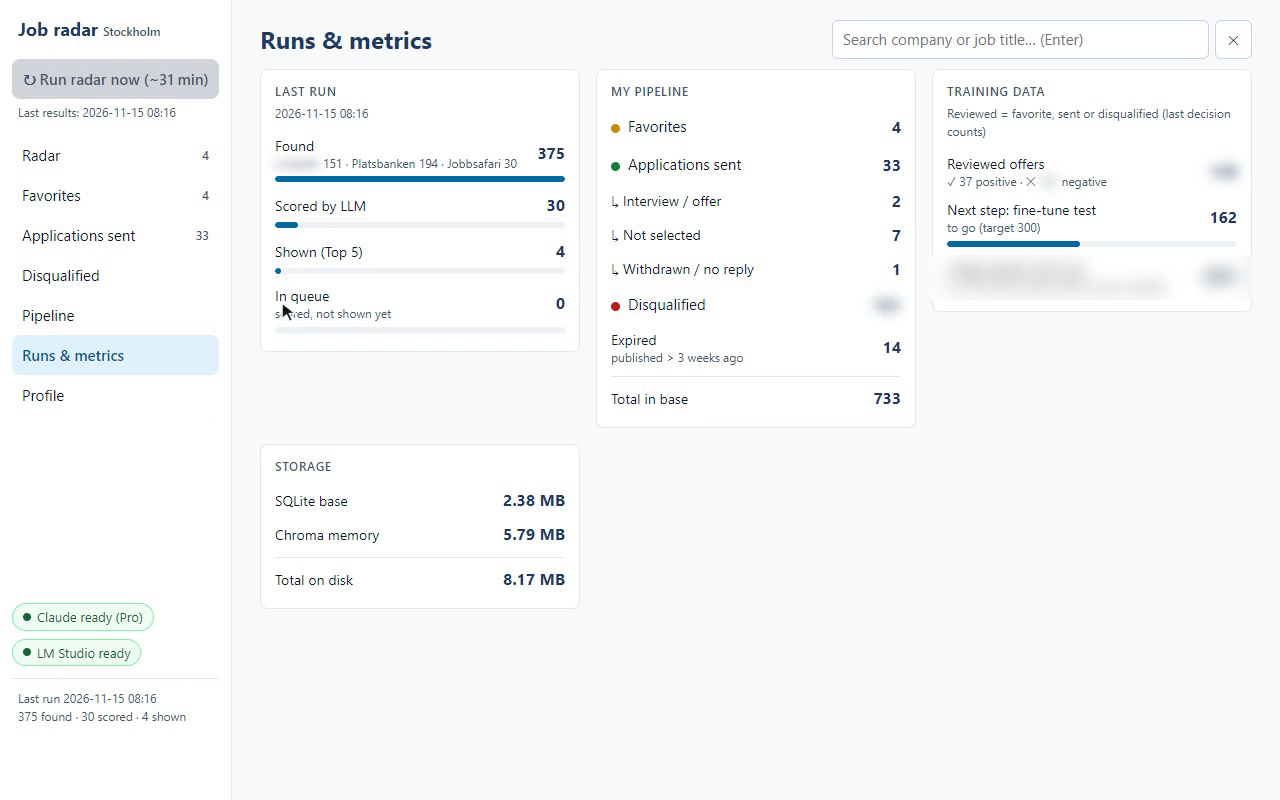 Job radar Stockholm
↻ Run radar now (~31 min)
Last results: 2026-11-15 08:16
Radar 4
Favorites 4
Applications sent 33
Disqualified
Pipeline
Runs & metrics
Profile
Claude ready (Pro)
LM Studio ready
Last run 2026-11-15 08:16
375 found · 30 scored · 4 shown
Runs & metrics
Search company or job title... (Enter)
×
LAST RUN
2026-11-15 08:16
Found 375
151 · Platsbanken 194 · Jobbsafari 30
Scored by LLM 30
Shown (Top 5) 4
In queue 0
not shown yet
MY PIPELINE
Favorites 4
Applications sent 33
↳ Interview / offer 2
↳ Not selected 7
↳ Withdrawn / no reply 1
Disqualified
Expired 14
published > 3 weeks ago
Total in base 733
TRAINING DATA
Reviewed = favorite, sent or disqualified (last decision
counts)
Reviewed offers
✓ 37 positive · ✕ negative
Next step: fine-tune test 162
to go (target 300)
STORAGE
SQLite base 2.38 MB
Chroma memory 5.79 MB
Total on disk 8.17 MB